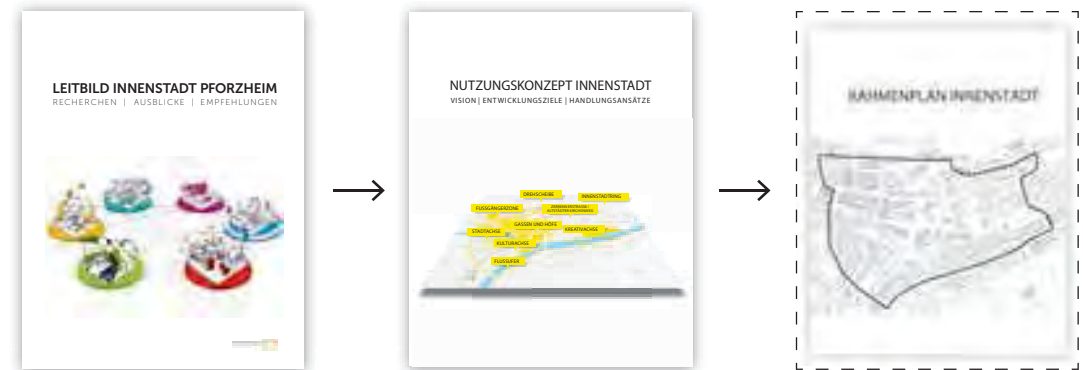 LEITBILD INNENSTADT PFORZHEIM
RECHERCHEN | AUSBLICKE | EMPFEHLUNGEN
NUTZUNGSKONZEPT INNENSTADT
VISION | ENTWICKLUNGSZIELE | HANDLUNGSANSÄTZE
DREHSCHEIBE
INNENSTADTRING
FUSSGÄNGERZONE
GASSEN UND HÖFE
KREATIVACHSE
STADTACHSE
KULTURACHSE
FLUSSUFER
RAHMENPLAN INNENSTADT